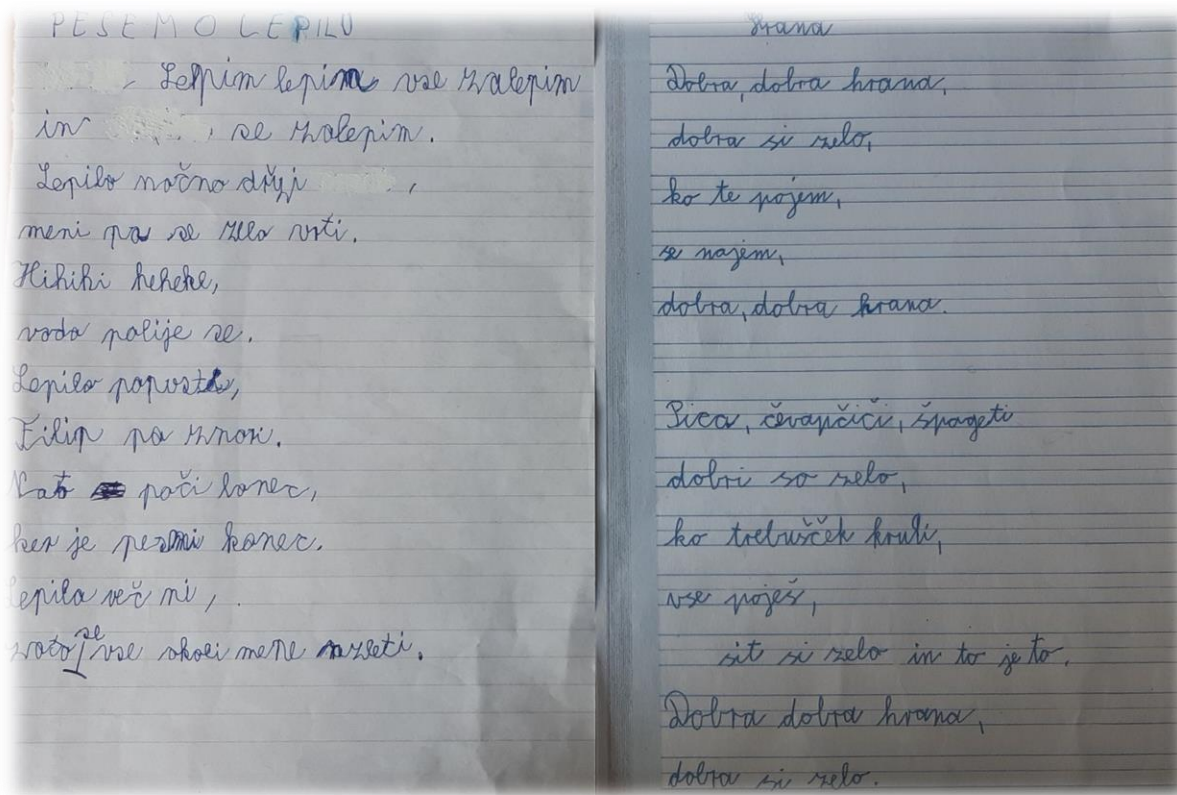 PESEM O LEPILU
Lepim lepim vse zalepim
in se zalepim.
Lepilo močno drži ,
meni pa se zelo vrti.
Hihihi hehehe,
voda polije se.
Lepilo popusti,
Filip pa znori.
Nato poči lonec,
ker je pesmi konec.
lepila več ni,
zato se vse okoli mene zleti.
Hrana
Dobra, dobra hrana,
dobra si zelo,
ko te pojem,
se najem,
dobra, dobra hrana.
Pica, čevapčiči, špageti
dobri so zelo,
ko trebušček kruli,
vse poješ,
sit si zelo in to je to.
Dobra dobra hrana,
dobra si zelo.